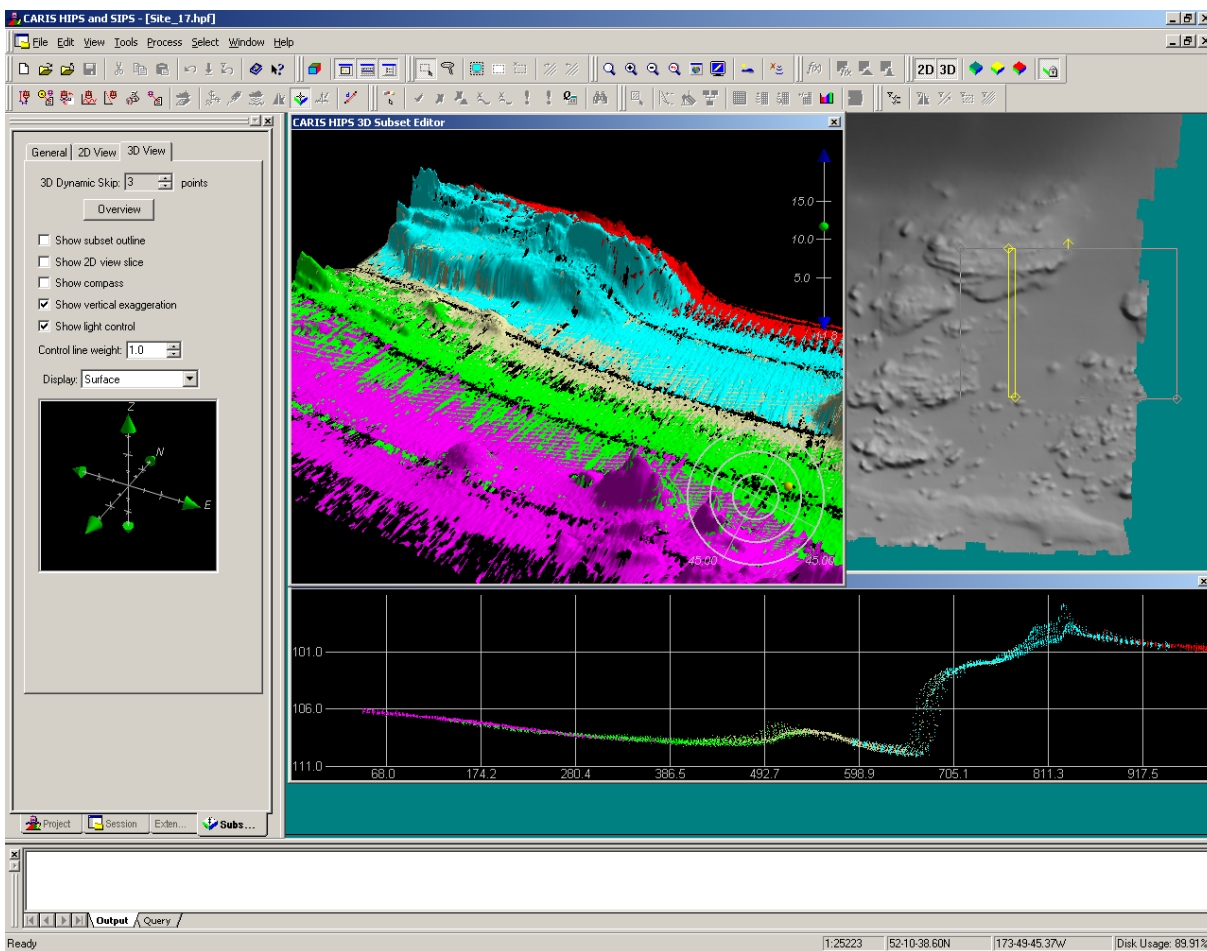 CARIS HIPS and SIPS - [Site_17.hpf]
File Edit View Tools Process Select Window Help
2D 3D
General 2D View 3D View
3D Dynamic Skip: 3 points
Overview
Show subset outline
Show 2D view slice
Show compass
Show vertical exaggeration
Show light control
Control line weight: 1.0
Display: Surface
Z
N
E
CARIS HIPS 3D Subset Editor
15.0
10.0
5.0
45.00 45.00
101.0
106.0
111.0
68.0 174.2 280.4 386.5 492.7 598.9 705.1 811.3 917.5
Project Session Exten... Subs...
Output Query
Ready 1:25223 52-10-38.60N 173-49-45.37W Disk Usage: 89.91%